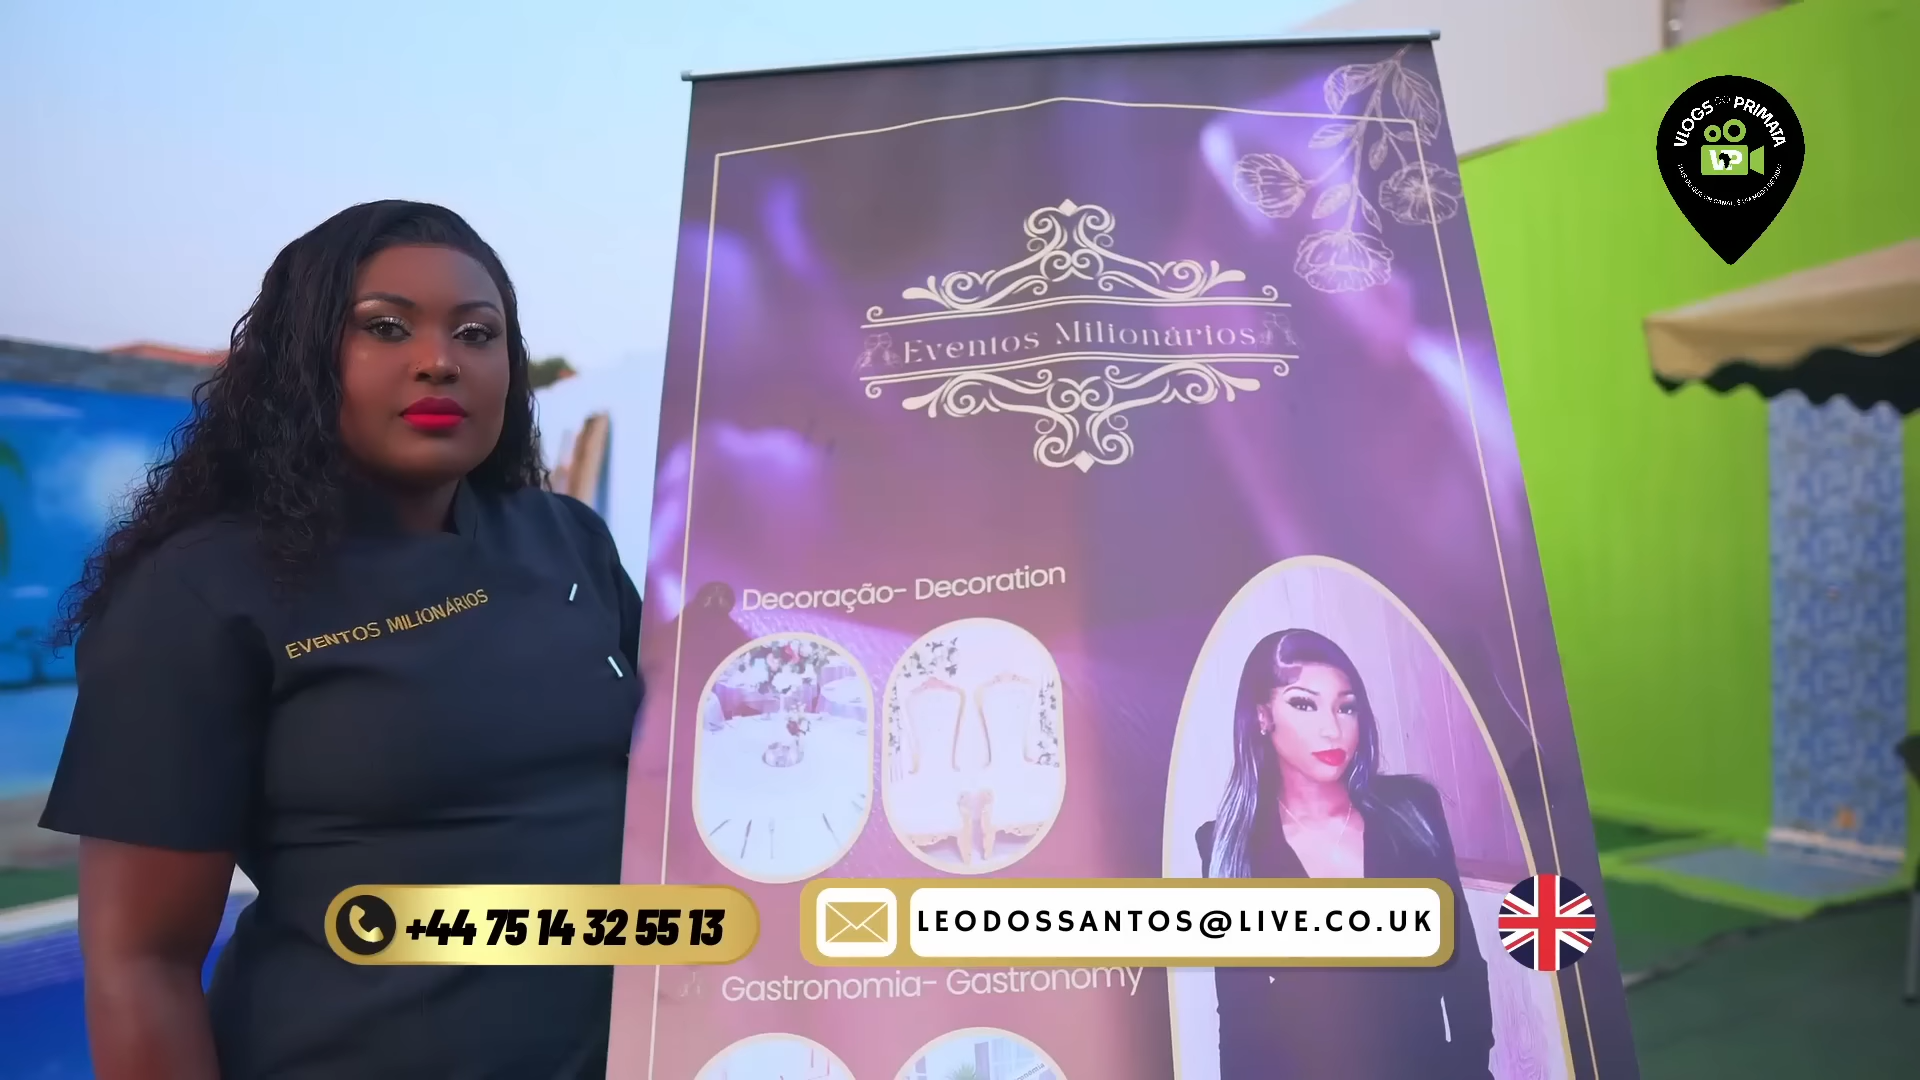 VLOGS DO PRIMATA
VP
Eventos Milionários
Decoração- Decoration
EVENTOS MILIONÁRIOS
+44 75 14 32 55 13
LEODOSSANTOS@LIVE.CO.UK
Gastronomia- Gastronomy